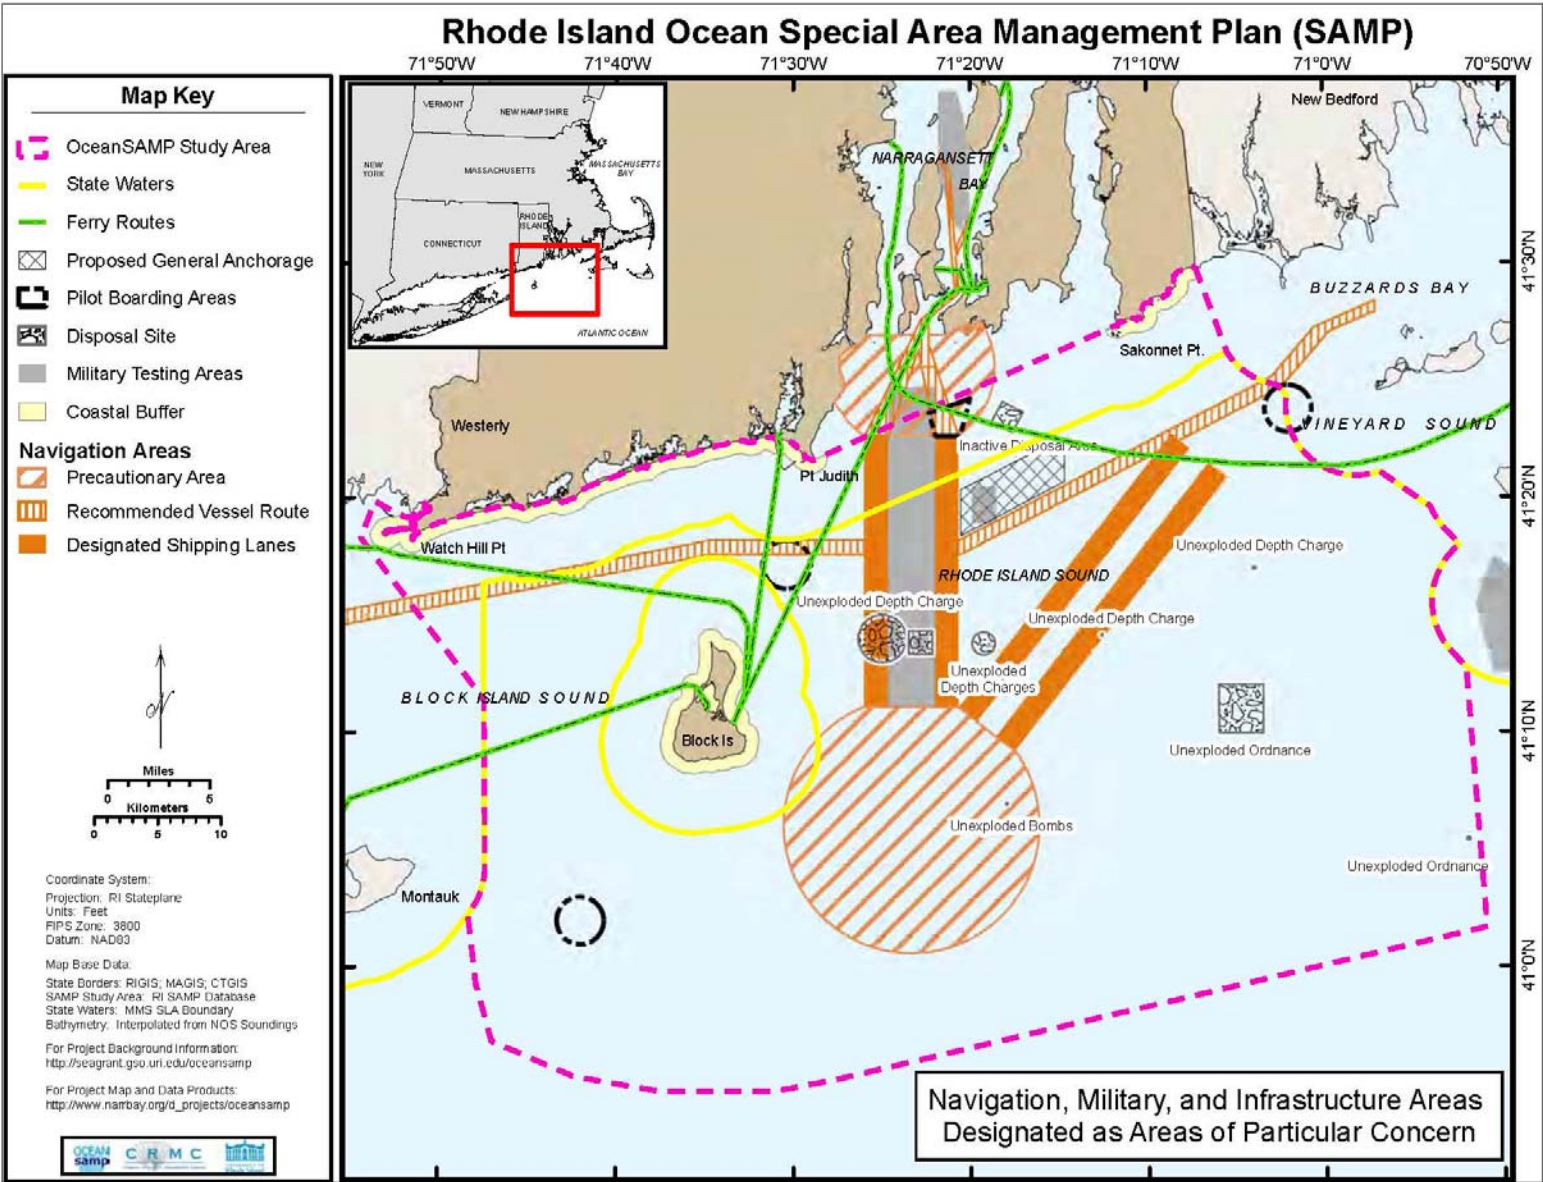 Rhode Island Ocean Special Area Management Plan (SAMP)
71°50'W
71°40'W
71°30'W
71°20'W
71°10'W
71°0'W
70°50'W
Map Key
OceanSAMP Study Area
State Waters
Ferry Routes
Proposed General Anchorage
Pilot Boarding Areas
Disposal Site
Military Testing Areas
Coastal Buffer
Navigation Areas
Precautionary Area
Recommended Vessel Route
Designated Shipping Lanes
Miles
0 5
Kilometers
0 5 10
Coordinate System:
Projection: RI Stateplane
Units: Feet
FIPS Zone: 3800
Datum: NAD83
Map Base Data:
State Borders: RIGIS; MAGIS; CTGIS
SAMP Study Area: RI SAMP Database
State Waters: MMS SLA Boundary
Bathymetry: Interpolated from NOS Soundings
For Project Background Information:
http://seagrant.gso.uri.edu/oceansamp
For Project Map and Data Products:
http://www.narrbay.org/d_projects/oceansamp
OCEAN
samp
C R M C
VERMONT
NEW HAMPSHIRE
NEW
YORK
MASSACHUSETTS
MASSACHUSETTS
BAY
RHODE
ISLAND
CONNECTICUT
ATLANTIC OCEAN
New Bedford
NARRAGANSETT
BAY
BUZZARDS BAY
Sakonnet Pt.
VINEYARD SOUND
Westerly
Inactive Disposal Area
Pt Judith
Watch Hill Pt
Unexploded Depth Charge
RHODE ISLAND SOUND
Unexploded Depth Charge
Unexploded Depth Charge
Unexploded
Depth Charges
BLOCK ISLAND SOUND
Block Is
Unexploded Ordnance
Unexploded Bombs
Unexploded Ordnance
Montauk
41°30'N
41°20'N
41°10'N
41°0'N
Navigation, Military, and Infrastructure Areas
Designated as Areas of Particular Concern